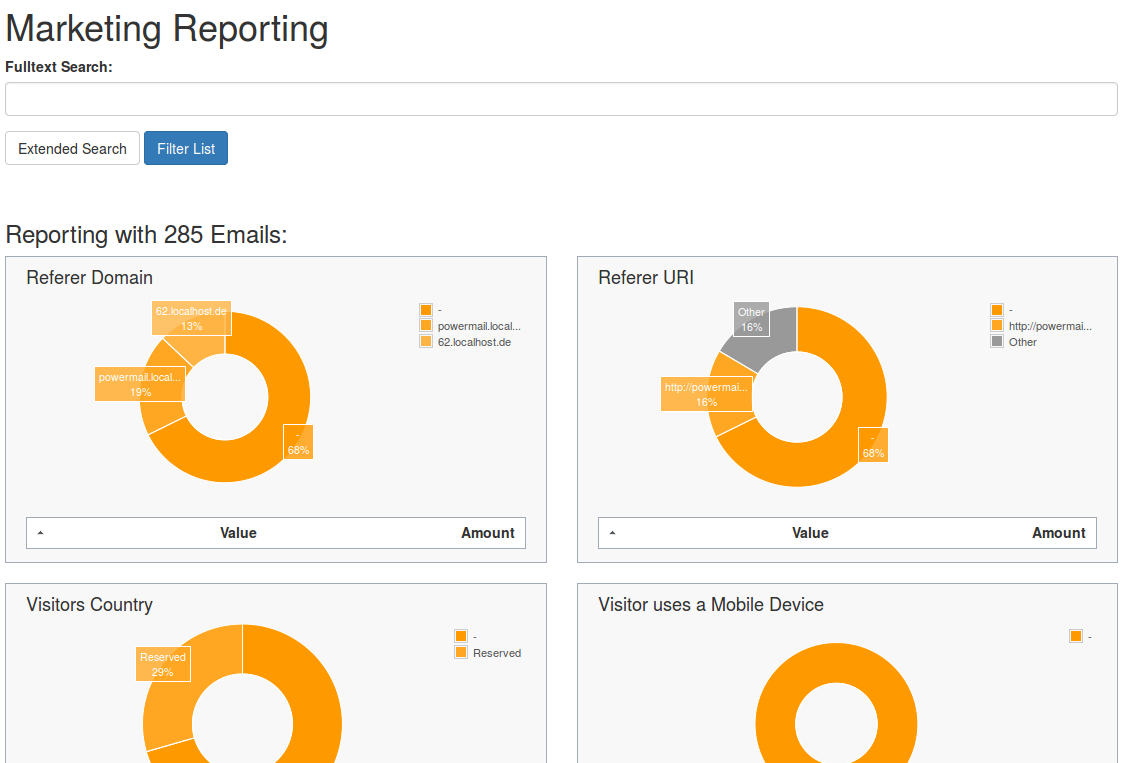 Marketing Reporting
Fulltext Search:
Extended Search
Filter List
Reporting with 285 Emails:
Referer Domain
62.localhost.de
13%
powermail.local...
19%
-
68%
-
powermail.local...
62.localhost.de
Value
Amount
Referer URI
Other
16%
http://powermai...
16%
-
68%
-
http://powermai...
Other
Value
Amount
Visitors Country
Reserved
29%
-
Reserved
Visitor uses a Mobile Device
-